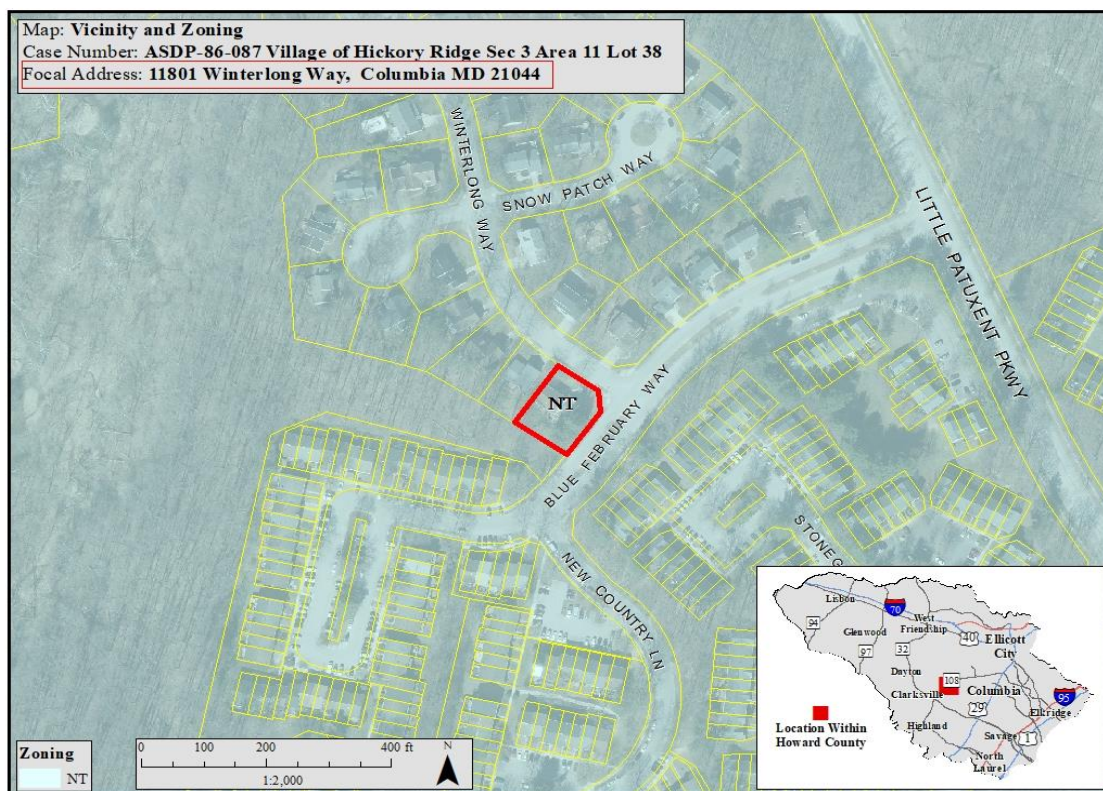 Map: Vicinity and Zoning
Case Number: ASDP-86-087 Village of Hickory Ridge Sec 3 Area 11 Lot 38
Focal Address: 11801 Winterlong Way,  Columbia MD 21044
WINTERLONG WAY
SNOW PATCH WAY
LITTLE PATUXENT PKWY
NT
BLUE FEBRUARY WAY
STONEG
NEW COUNTRY LN
Lisbon
70
94
West
Friendship
Glenwood
40
Ellicott
City
97
32
Dayton
108
Columbia
Clarksville
95
29
Elkridge
Highland
Savage
1
North
Laurel
Location Within
Howard County
Zoning
NT
0 100 200 400 ft
N
1:2,000